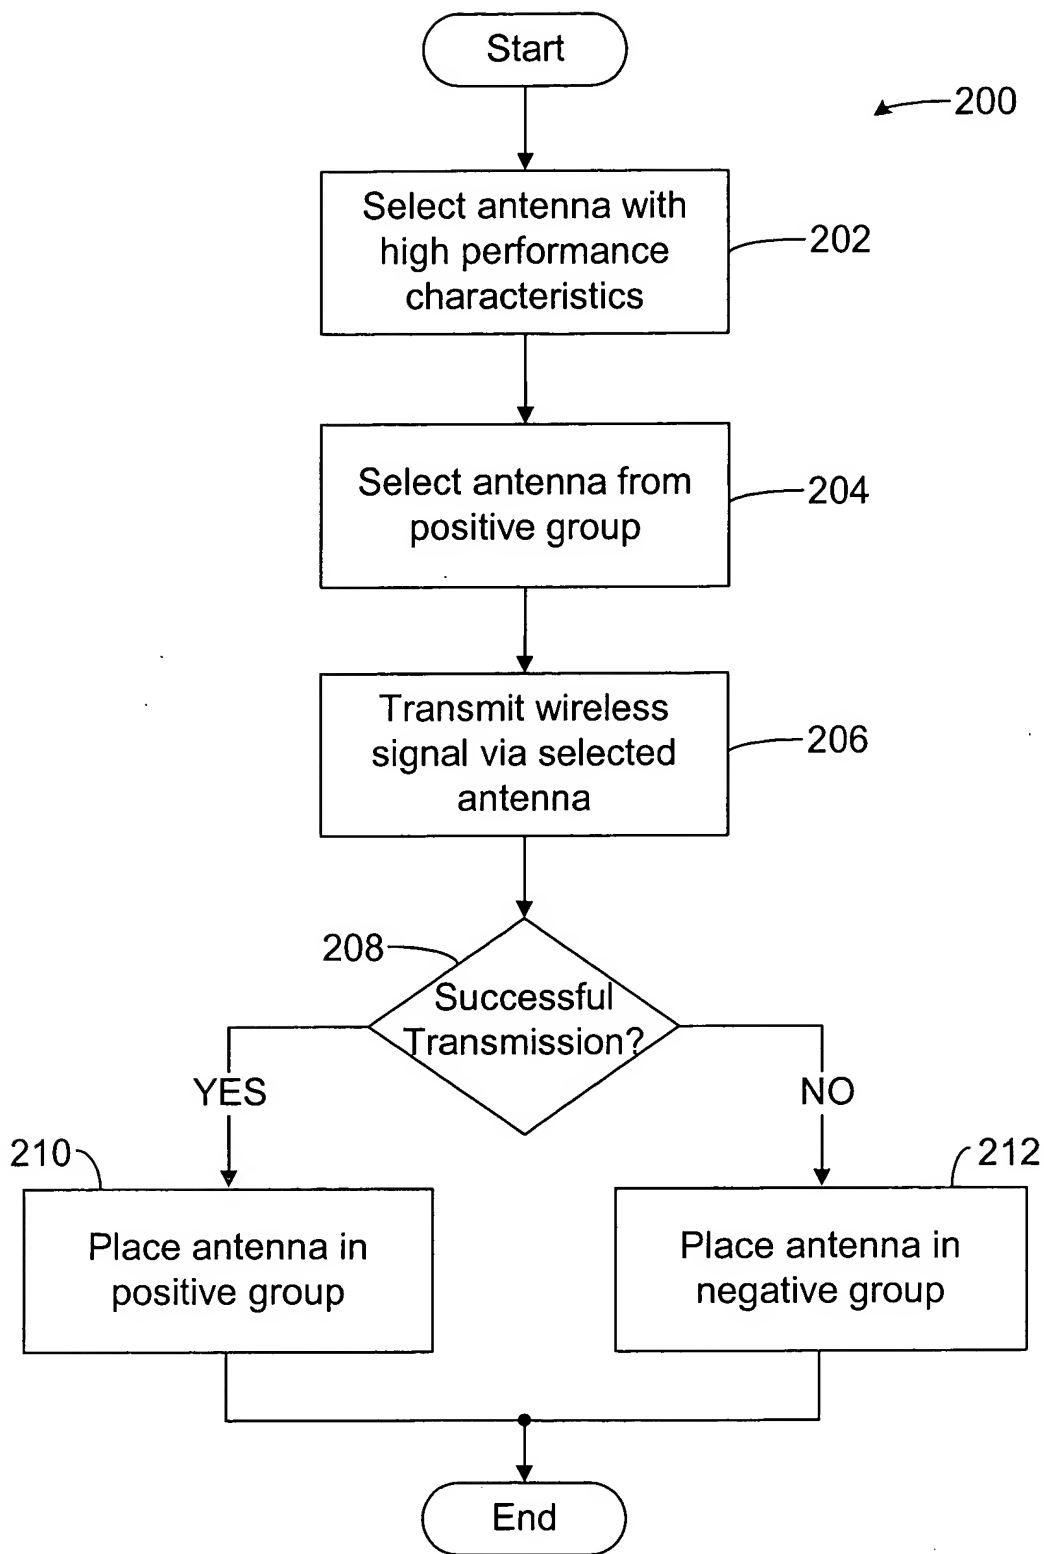 Start
200
Select antenna with
high performance
characteristics
202
Select antenna from
positive group
204
Transmit wireless
signal via selected
antenna
206
208
Successful
Transmission?
YES
NO
210
212
Place antenna in
positive group
Place antenna in
negative group
End